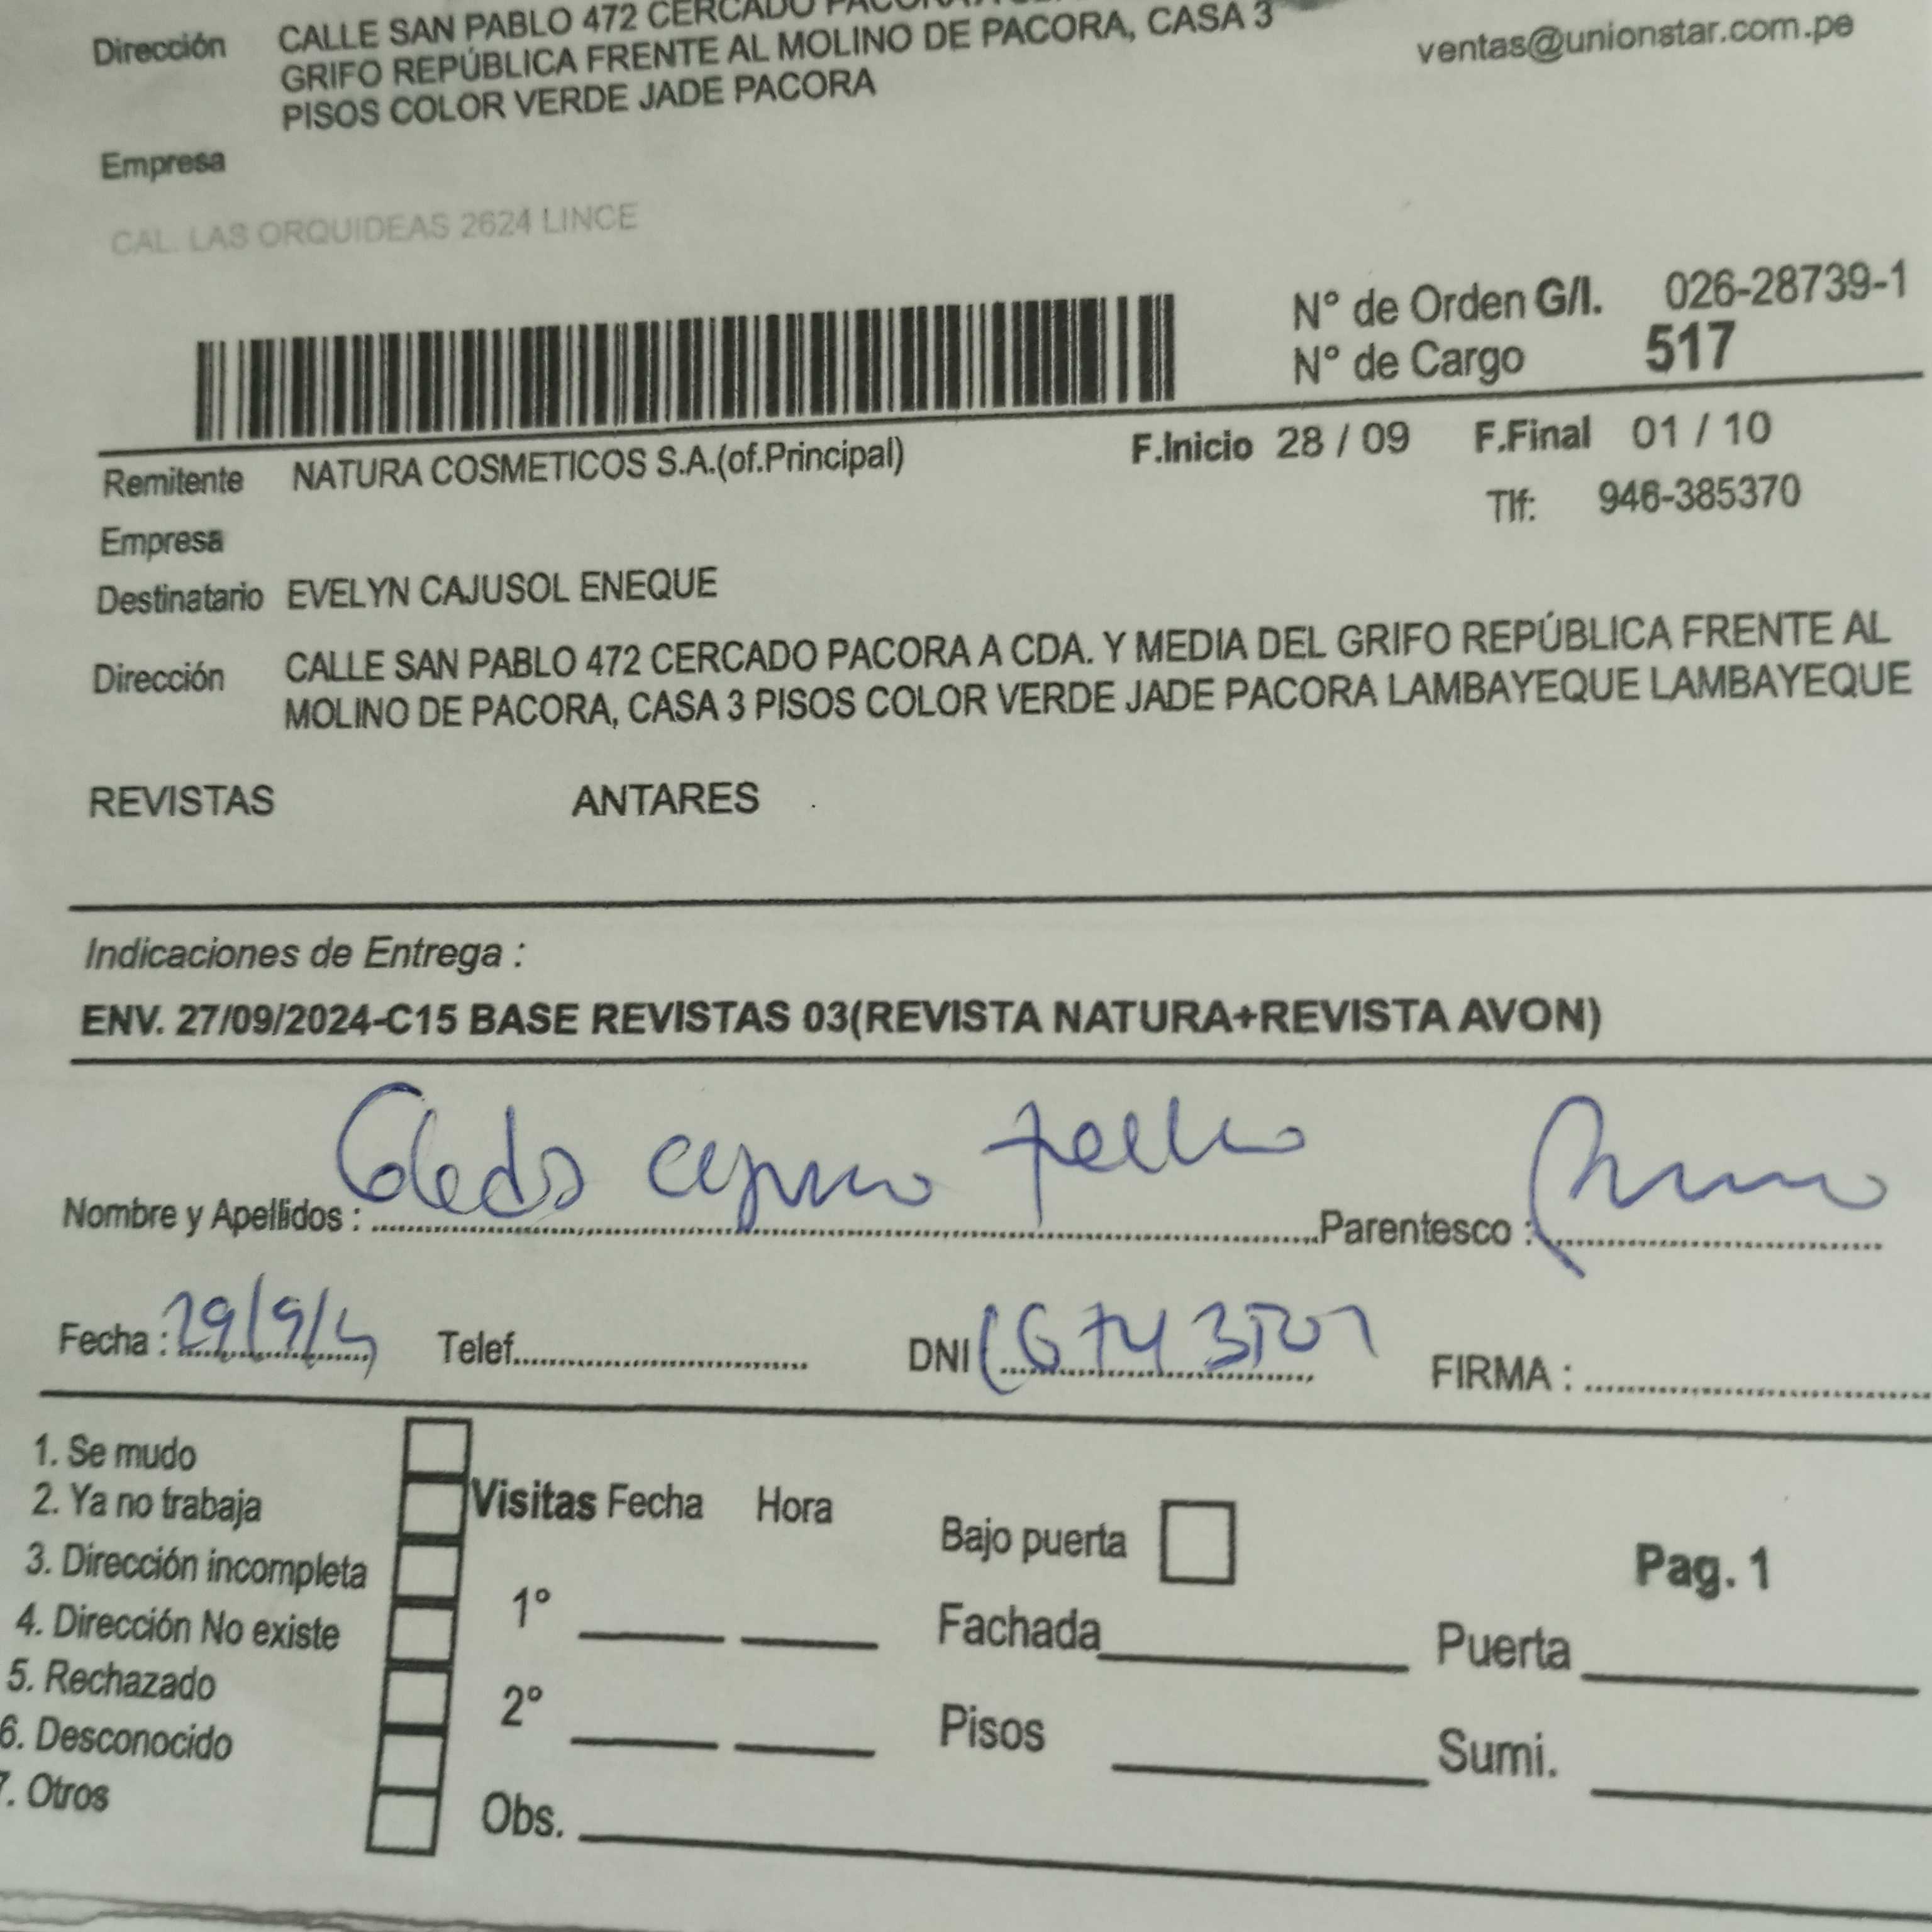 Dirección CALLE SAN PABLO 472 CERCADO
GRIFO REPÚBLICA FRENTE AL MOLINO DE PACORA, CASA 3
PISOS COLOR VERDE JADE PACORA
ventas@unionstar.com.pe
Empresa
CAL. LAS ORQUIDEAS 2624 LINCE
N° de Orden G/I. 026-28739-1
N° de Cargo 517
Remitente NATURA COSMETICOS S.A.(of.Principal) F.Inicio 28 / 09 F.Final 01 / 10
Tlf: 946-385370
Empresa
Destinatario EVELYN CAJUSOL ENEQUE
Dirección CALLE SAN PABLO 472 CERCADO PACORA A CDA. Y MEDIA DEL GRIFO REPÚBLICA FRENTE AL
MOLINO DE PACORA, CASA 3 PISOS COLOR VERDE JADE PACORA LAMBAYEQUE LAMBAYEQUE
REVISTAS ANTARES
Indicaciones de Entrega :
ENV. 27/09/2024-C15 BASE REVISTAS 03(REVISTA NATURA+REVISTA AVON)
Nombre y Apellidos : Parentesco :
Fecha : 29/9/ Telef. DNI FIRMA :
1. Se mudo
2. Ya no trabaja
3. Dirección incompleta
4. Dirección No existe
5. Rechazado
6. Desconocido
7. Otros
Visitas Fecha Hora
1°
2°
Obs.
Bajo puerta
Pag. 1
Fachada Puerta
Pisos Sumi.